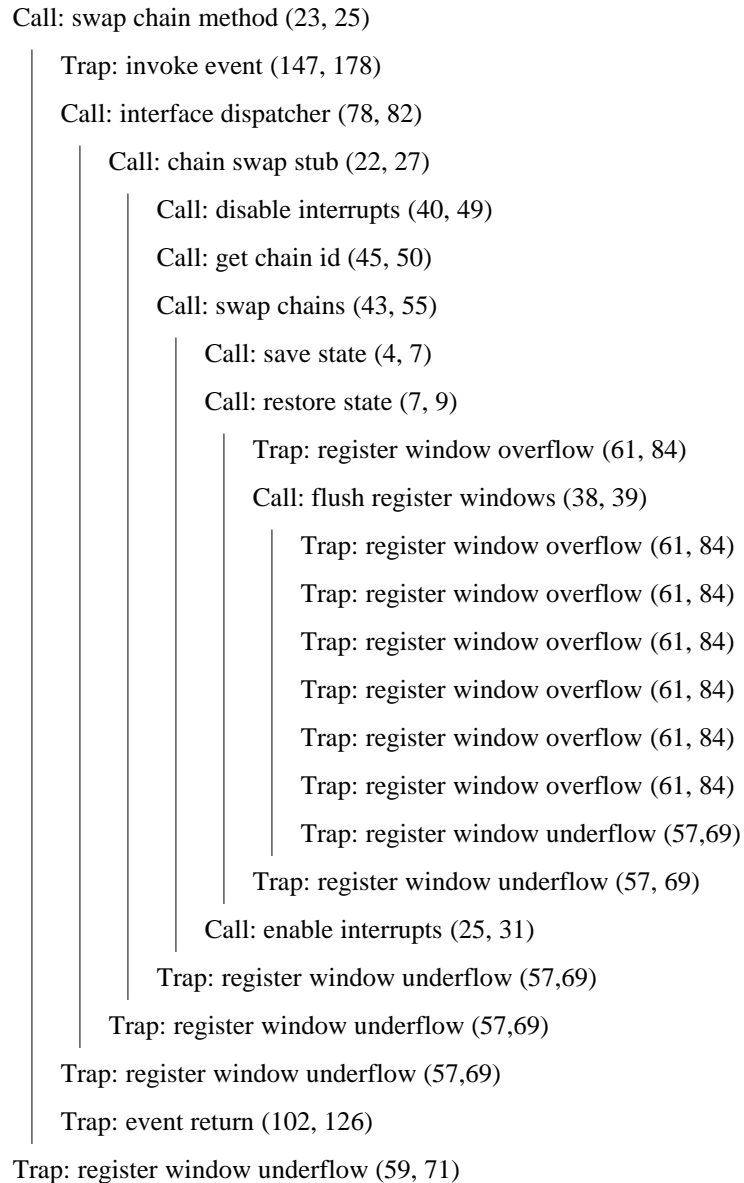 Call: swap chain method (23, 25)
Trap: invoke event (147, 178)
Call: interface dispatcher (78, 82)
Call: chain swap stub (22, 27)
Call: disable interrupts (40, 49)
Call: get chain id (45, 50)
Call: swap chains (43, 55)
Call: save state (4, 7)
Call: restore state (7, 9)
Trap: register window overflow (61, 84)
Call: flush register windows (38, 39)
Trap: register window overflow (61, 84)
Trap: register window overflow (61, 84)
Trap: register window overflow (61, 84)
Trap: register window overflow (61, 84)
Trap: register window overflow (61, 84)
Trap: register window overflow (61, 84)
Trap: register window underflow (57,69)
Trap: register window underflow (57, 69)
Call: enable interrupts (25, 31)
Trap: register window underflow (57,69)
Trap: register window underflow (57,69)
Trap: register window underflow (57,69)
Trap: event return (102, 126)
Trap: register window underflow (59, 71)